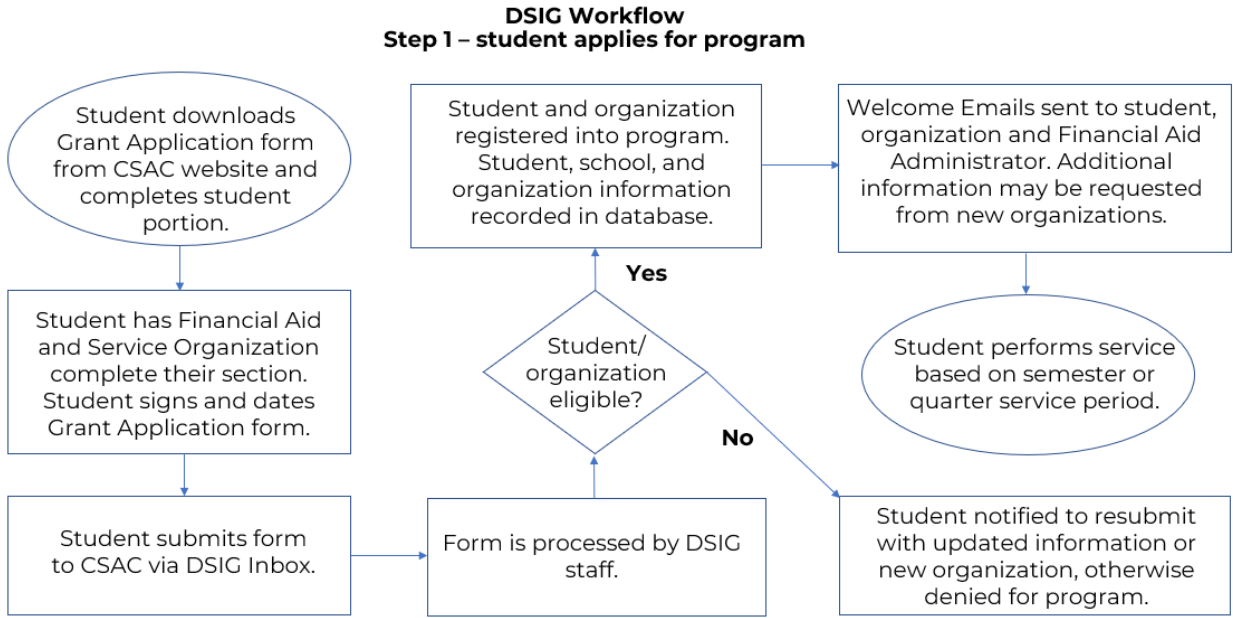 DSIG Workflow
Step 1 – student applies for program
Student downloads
Grant Application form
from CSAC website and
completes student
portion.
Student has Financial Aid
and Service Organization
complete their section.
Student signs and dates
Grant Application form.
Student submits form
to CSAC via DSIG Inbox.
Form is processed by DSIG
staff.
Student/
organization
eligible?
Yes
No
Student and organization
registered into program.
Student, school, and
organization information
recorded in database.
Welcome Emails sent to student,
organization and Financial Aid
Administrator. Additional
information may be requested
from new organizations.
Student performs service
based on semester or
quarter service period.
Student notified to resubmit
with updated information or
new organization, otherwise
denied for program.